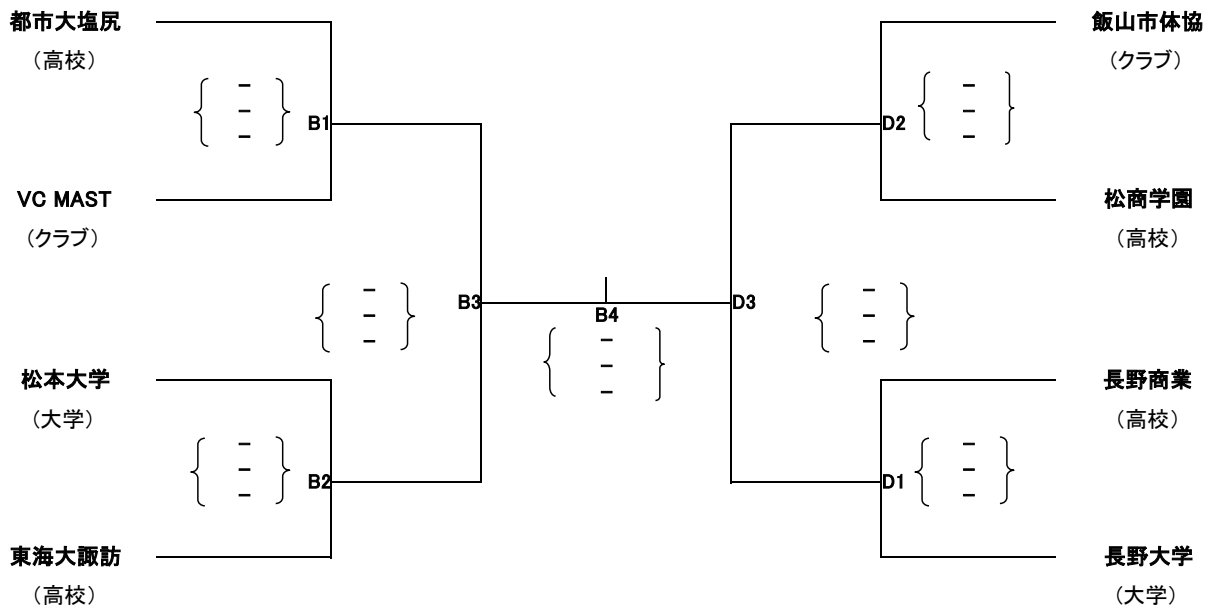 都市大塩尻
（高校）
B1
VC MAST
（クラブ）
B3
松本大学
（大学）
B2
東海大諏訪
（高校）
B4
飯山市体協
（クラブ）
D2
松商学園
（高校）
D3
長野商業
（高校）
D1
長野大学
（大学）